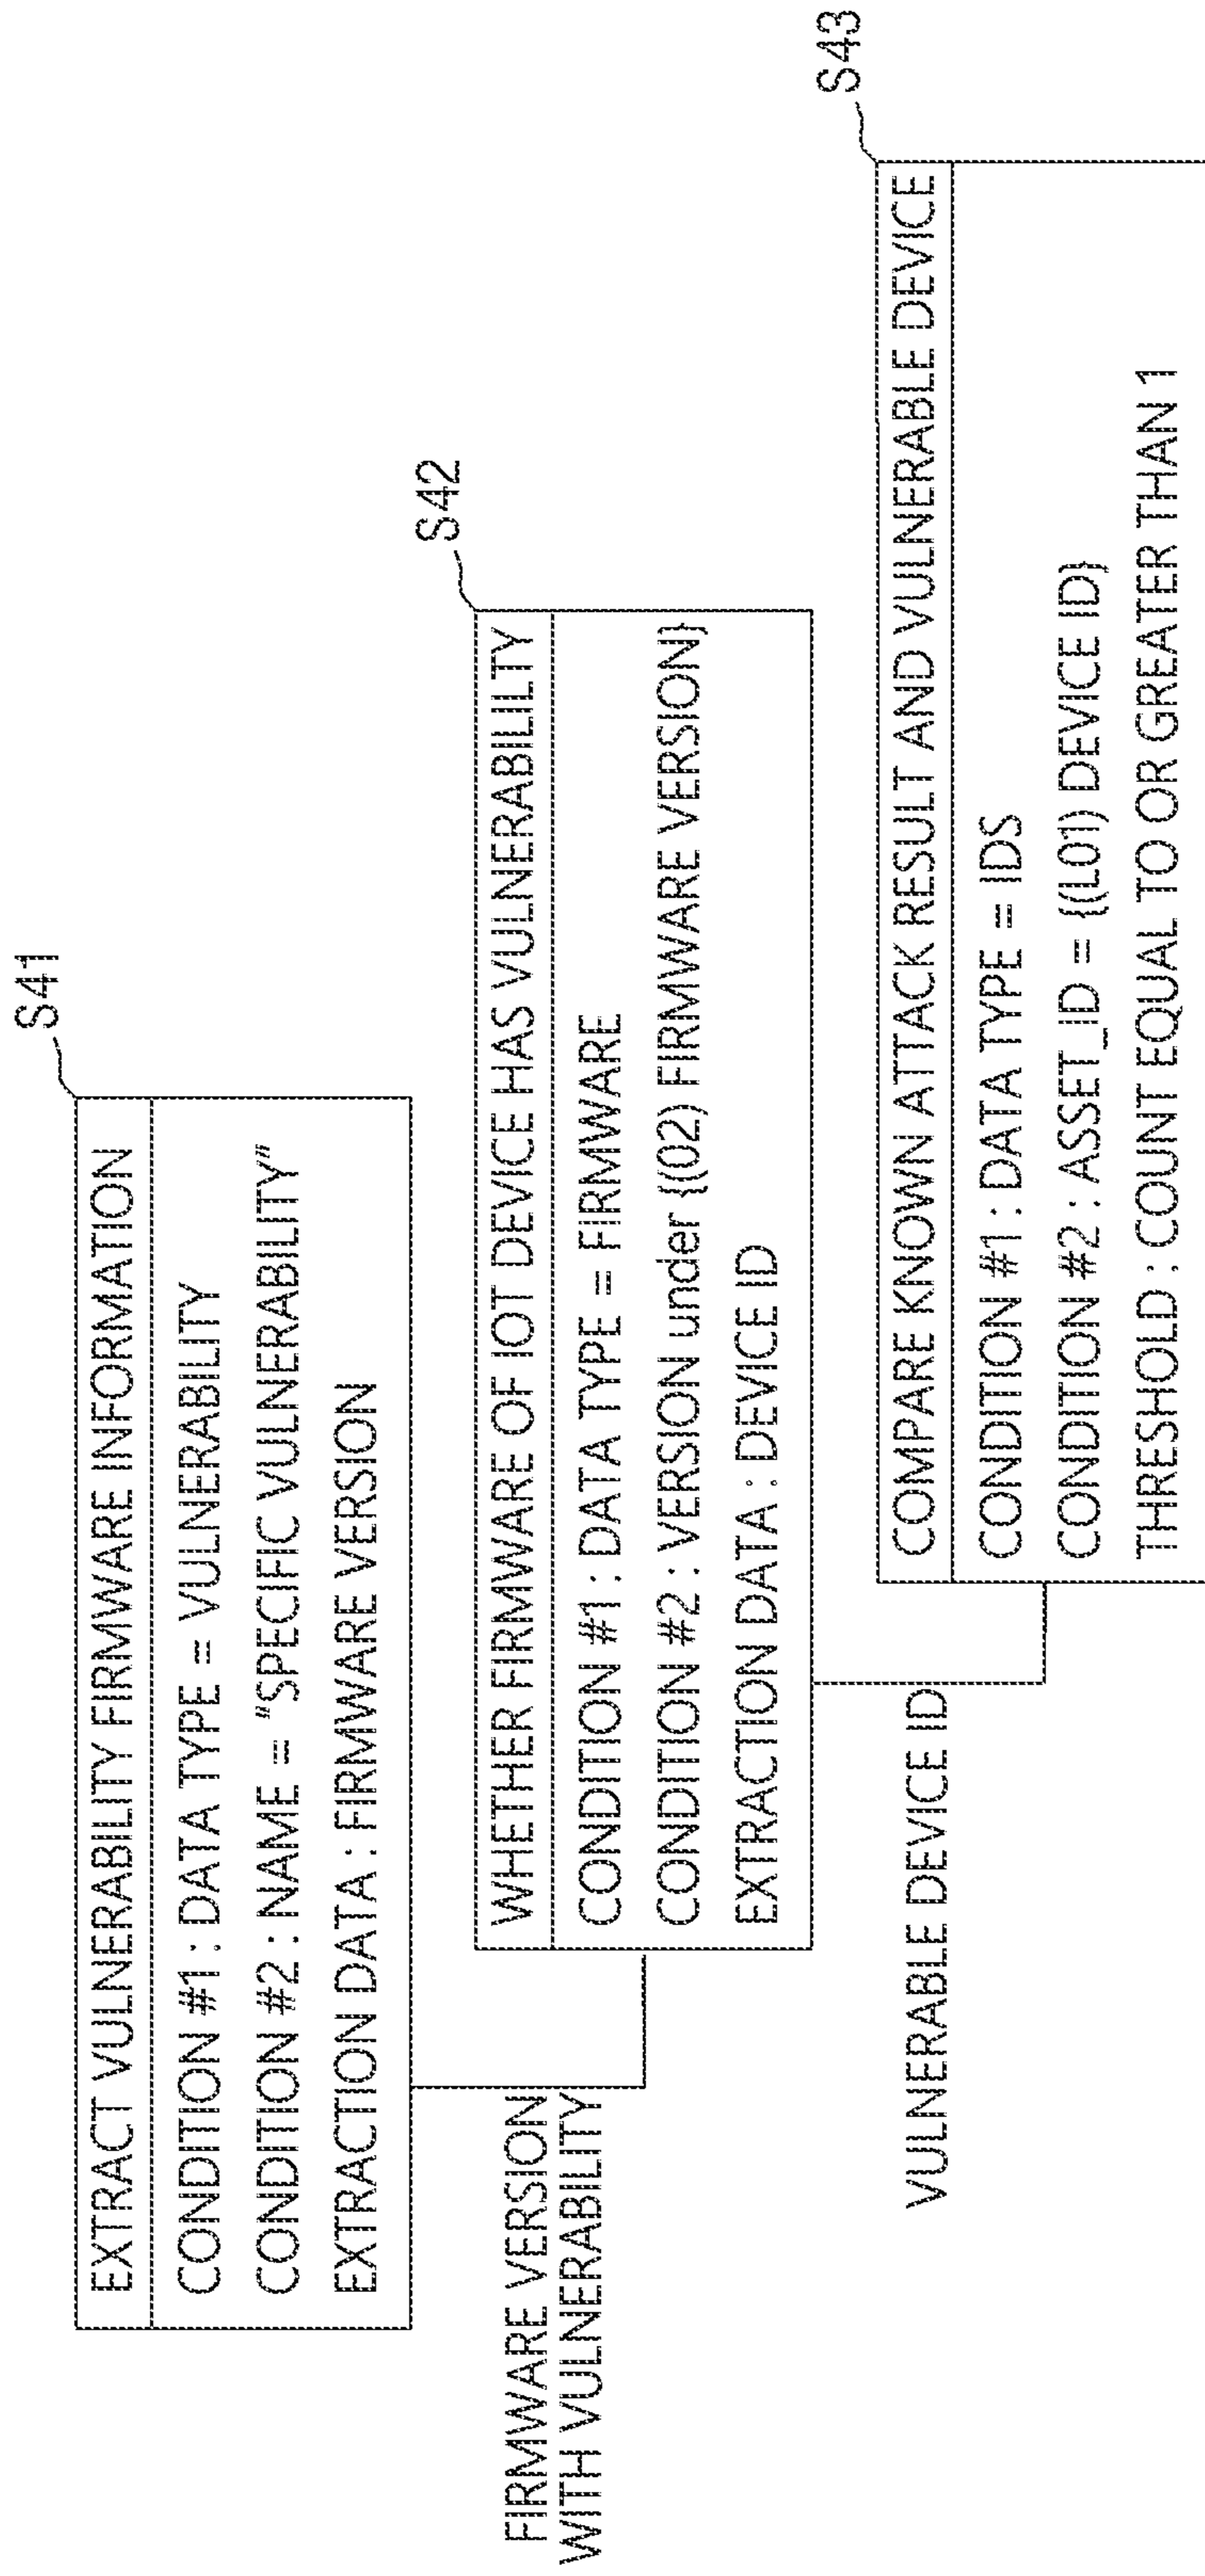 S41
EXTRACT VULNERABILITY FIRMWARE INFORMATION
CONDITION #1 : DATA TYPE = VULNERABILITY
CONDITION #2 : NAME = "SPECIFIC VULNERABILITY"
EXTRACTION DATA : FIRMWARE VERSION
FIRMWARE VERSION
WITH VULNERABILITY
S42
WHETHER FIRMWARE OF IOT DEVICE HAS VULNERABILILTY
CONDITION #1 : DATA TYPE = FIRMWARE
CONDITION #2 : VERSION under {(02) FIRMWARE VERSION}
EXTRACTION DATA : DEVICE ID
VULNERABLE DEVICE ID
S43
COMPARE KNOWN ATTACK RESULT AND VULNERABLE DEVICE
CONDITION #1 : DATA TYPE = IDS
CONDITION #2 : ASSET_ID = {(L01) DEVICE ID}
THRESHOLD : COUNT EQUAL TO OR GREATER THAN 1